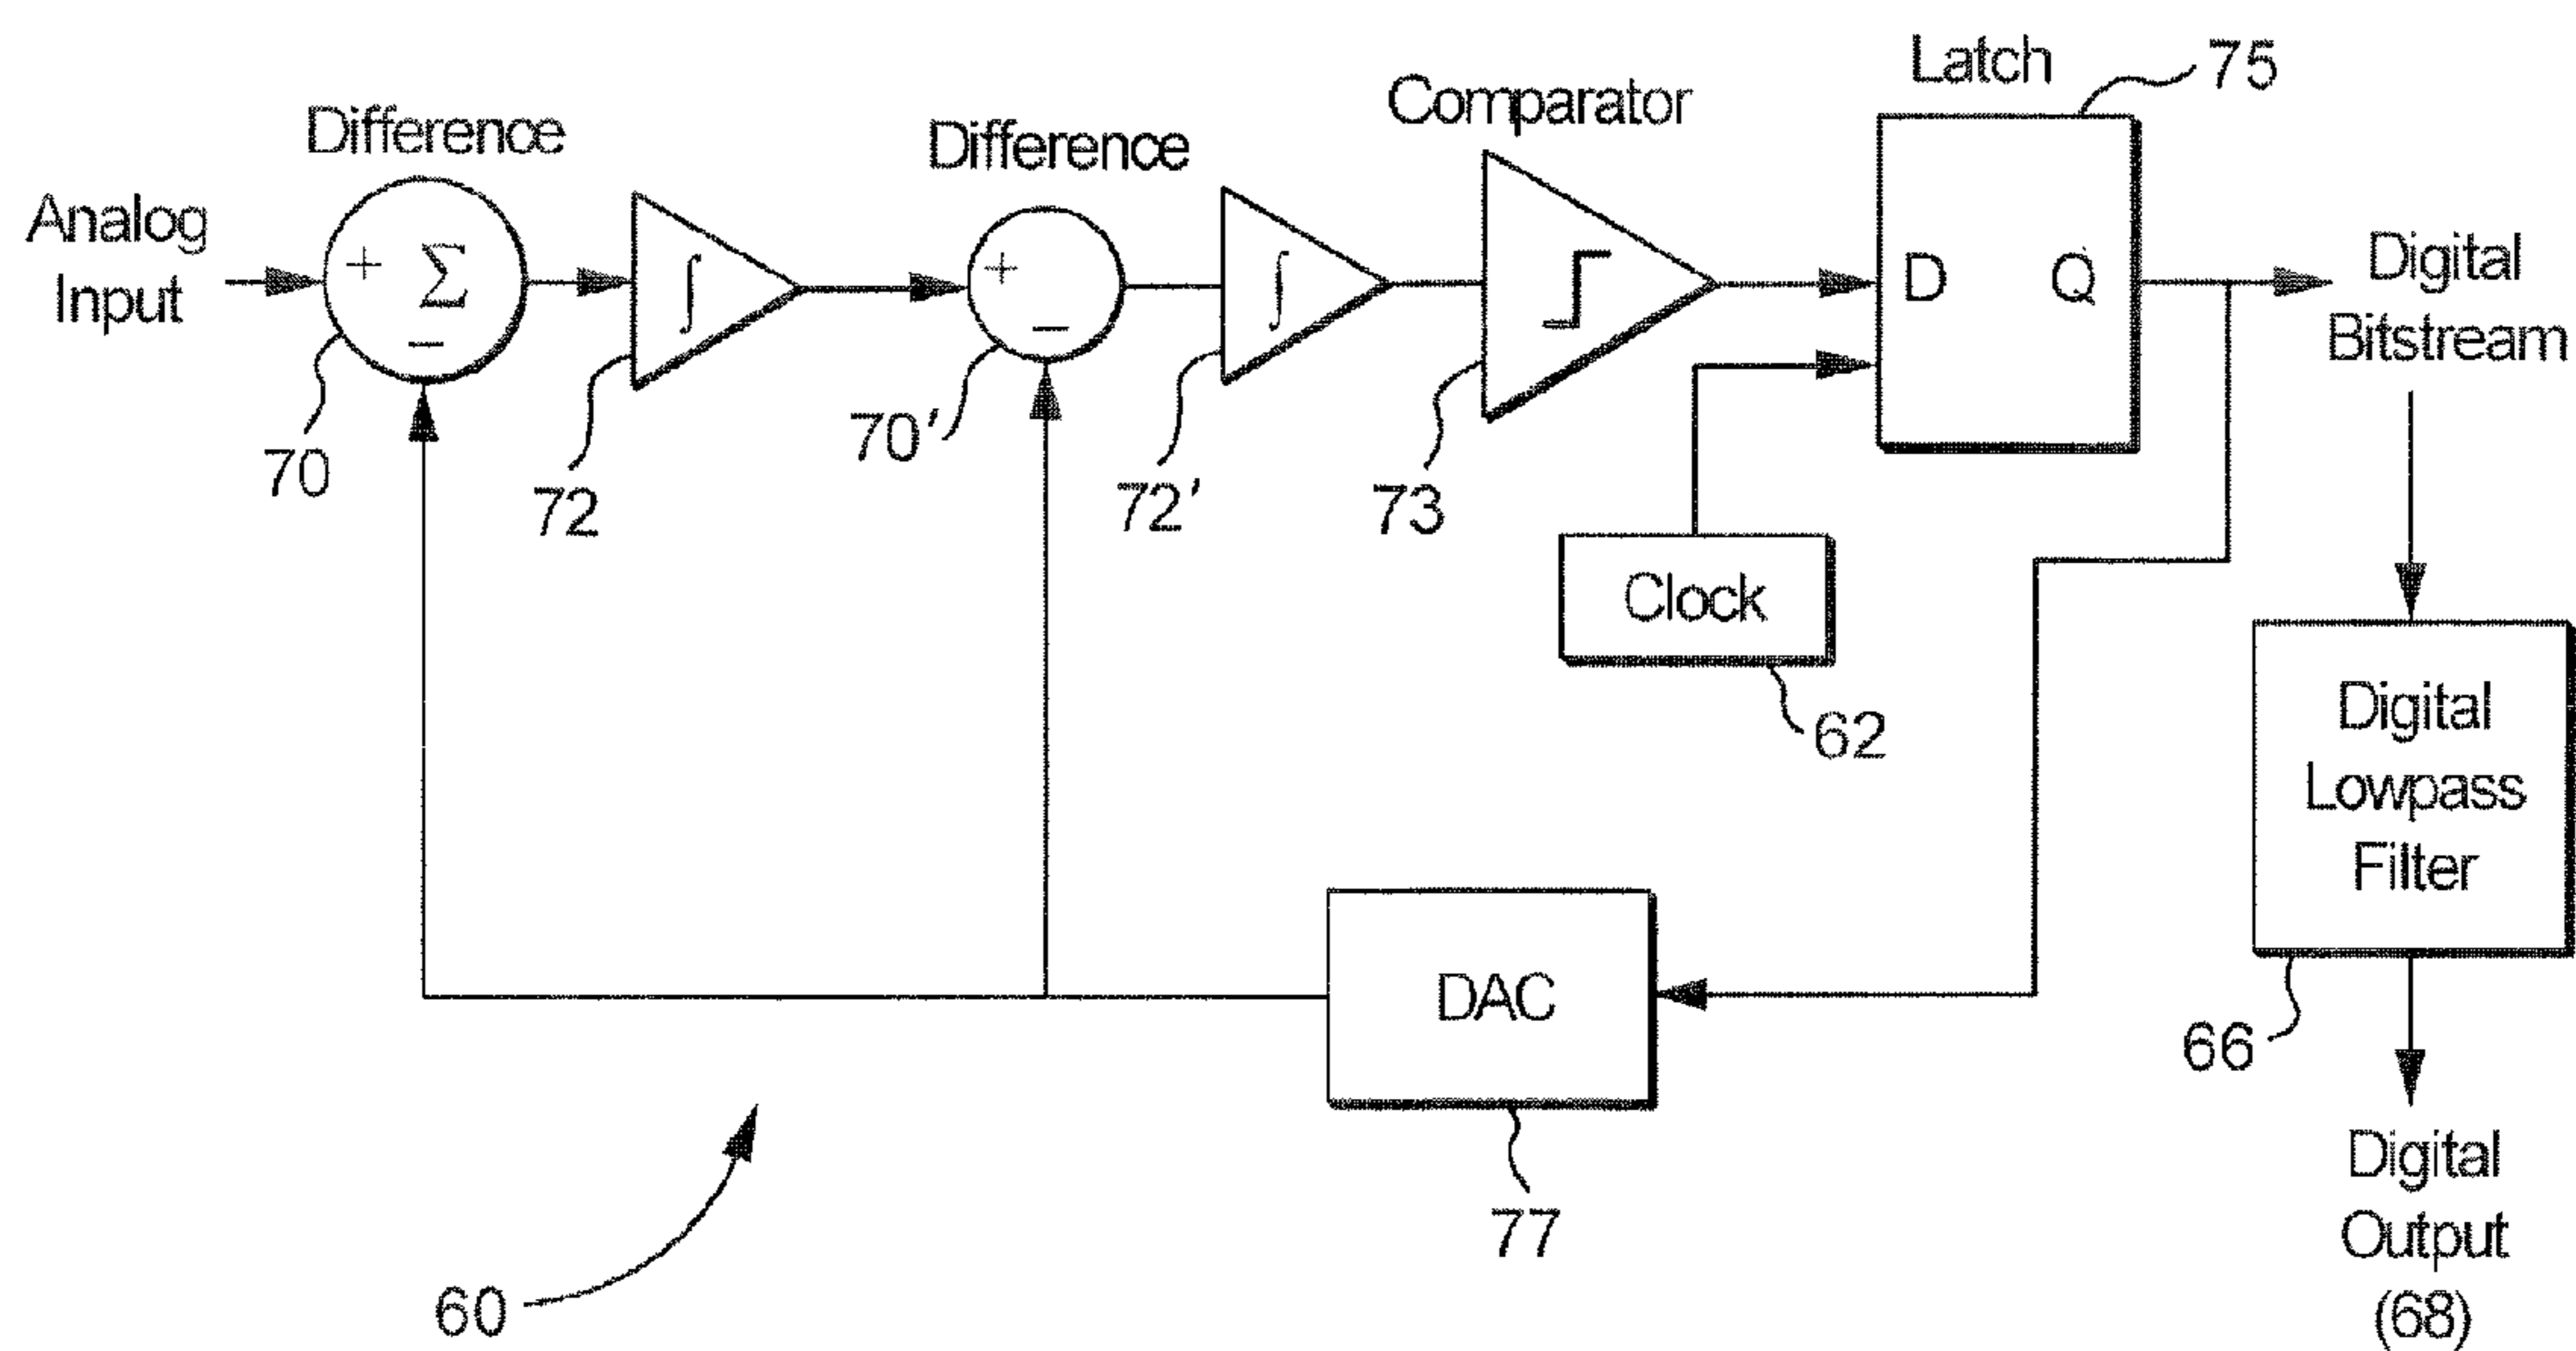 Latch
75
Comparator
Difference
Difference
Analog
Input
+
Σ
−
∫
+
−
∫
D
Q
Digital
Bitstream
70
72
70'
72'
73
Clock
62
Digital
Lowpass
Filter
DAC
66
77
60
Digital
Output
(68)